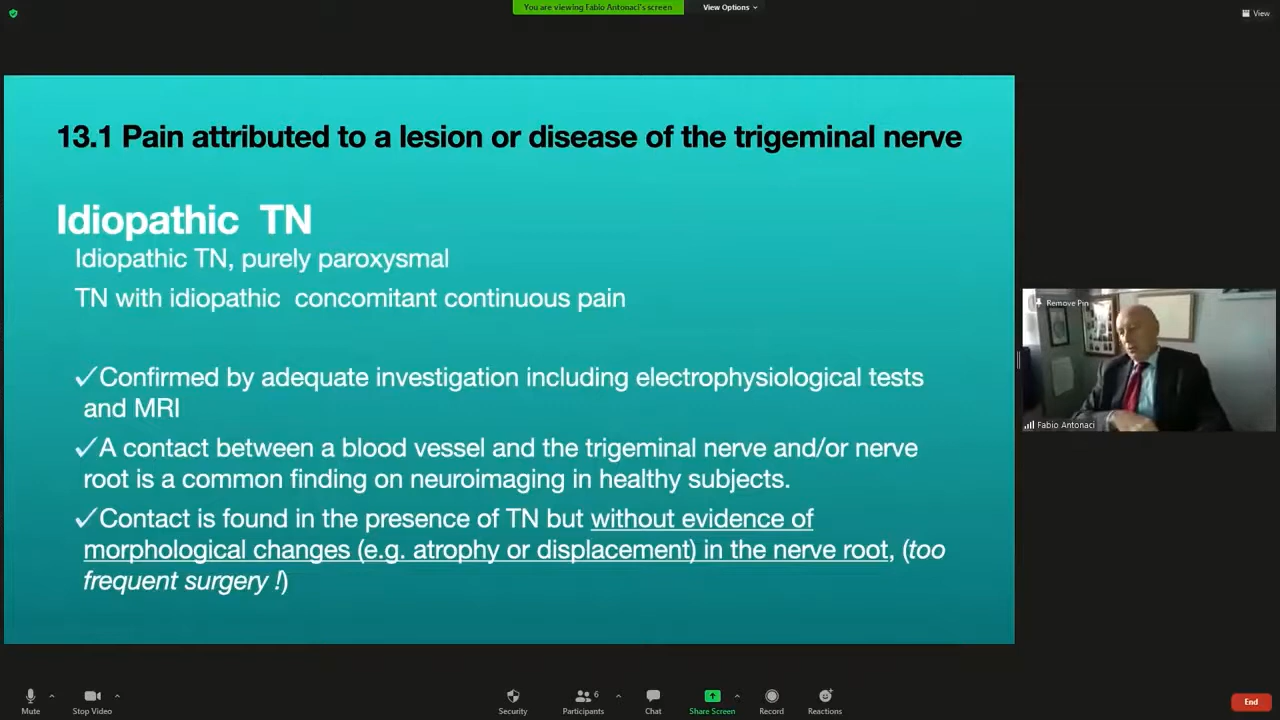 You are viewing Fabio Antonaci's screen
View Options
View
13.1 Pain attributed to a lesion or disease of the trigeminal nerve
Idiopathic TN
Idiopathic TN, purely paroxysmal
TN with idiopathic concomitant continuous pain
✓Confirmed by adequate investigation including electrophysiological tests
and MRI
✓A contact between a blood vessel and the trigeminal nerve and/or nerve
root is a common finding on neuroimaging in healthy subjects.
✓Contact is found in the presence of TN but without evidence of
morphological changes (e.g. atrophy or displacement) in the nerve root, (too
frequent surgery !)
Remove Pin
Fabio Antonaci
Mute
Stop Video
Security
Participants
6
Chat
Share Screen
Record
Reactions
End